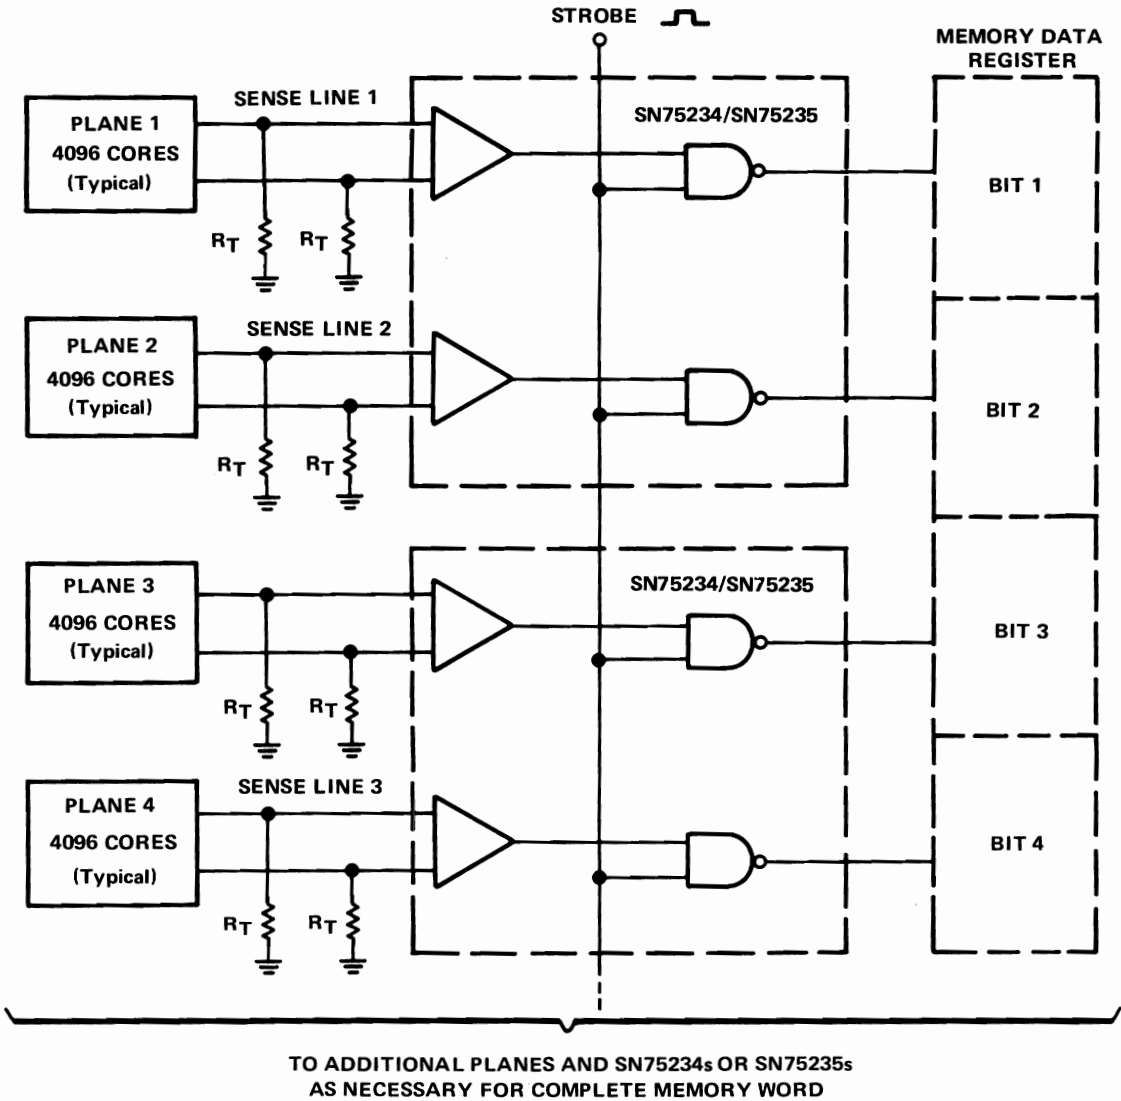 STROBE
MEMORY DATA
REGISTER
SENSE LINE 1
SN75234/SN75235
PLANE 1
4096 CORES
(Typical)
BIT 1
RT
RT
SENSE LINE 2
PLANE 2
4096 CORES
(Typical)
BIT 2
RT
RT
SN75234/SN75235
PLANE 3
4096 CORES
(Typical)
BIT 3
RT
RT
SENSE LINE 3
PLANE 4
4096 CORES
(Typical)
BIT 4
RT
RT
TO ADDITIONAL PLANES AND SN75234s OR SN75235s
AS NECESSARY FOR COMPLETE MEMORY WORD